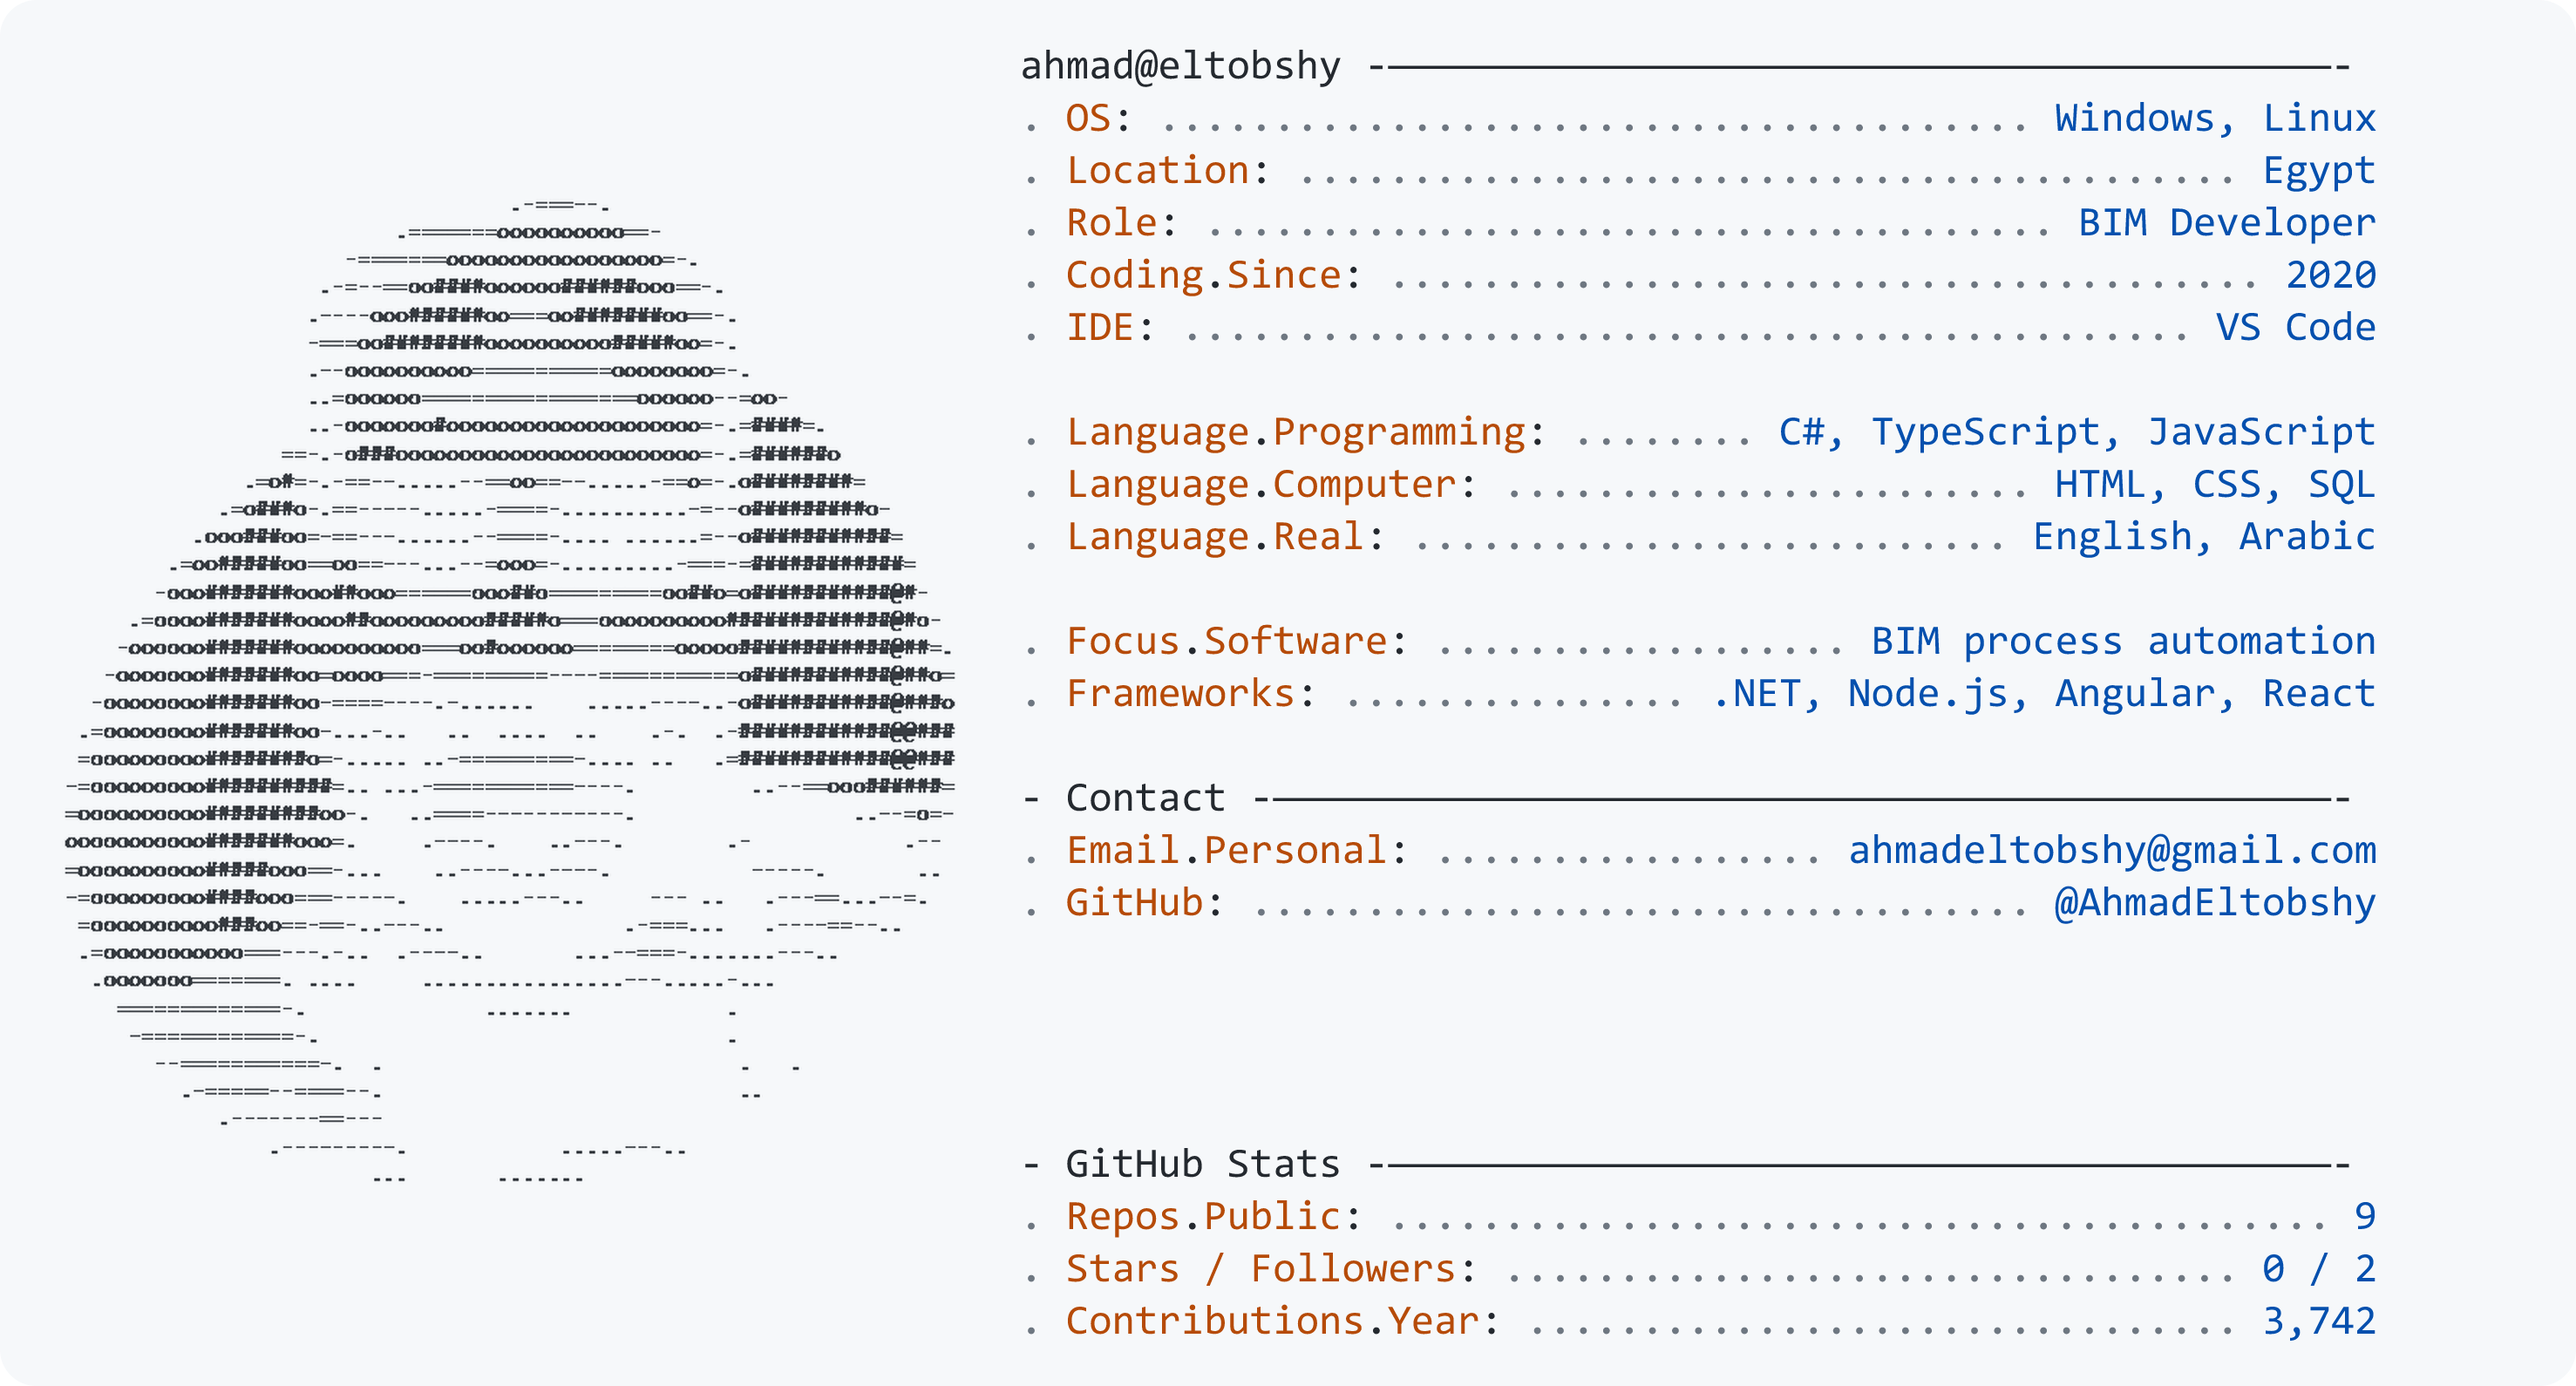 ahmad@eltobshy -——————————————————————————————————————————-
. OS: ...................................... Windows, Linux
. Location: ......................................... Egypt
. Role: ..................................... BIM Developer
. Coding.Since: ...................................... 2020
. IDE: ............................................ VS Code
. Language.Programming: ........ C#, TypeScript, JavaScript
. Language.Computer: ....................... HTML, CSS, SQL
. Language.Real: .......................... English, Arabic
. Focus.Software: .................. BIM process automation
. Frameworks: ............... .NET, Node.js, Angular, React
- Contact -———————————————————————————————————————————————-
. Email.Personal: ................. ahmadeltobshy@gmail.com
. GitHub: .................................. @AhmadEltobshy
- GitHub Stats -——————————————————————————————————————————-
. Repos.Public: ......................................... 9
. Stars / Followers: ................................ 0 / 2
. Contributions.Year: ............................... 3,742